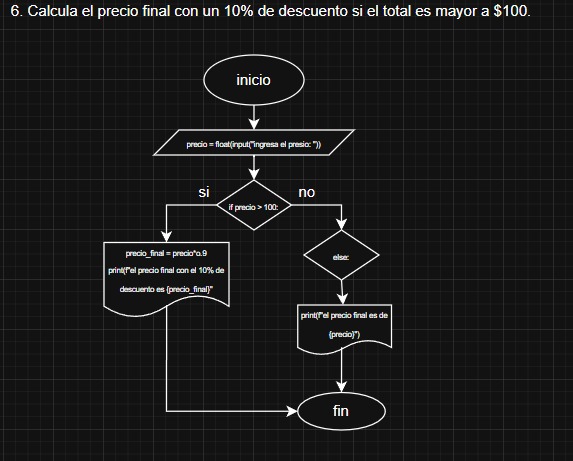 6. Calcula el precio final con un 10% de descuento si el total es mayor a $100.
inicio
precio = float(input("ingresa el presio: "))
si
no
if precio > 100:
precio_final = precio*o.9
print(f"el precio final con el 10% de
descuento es {precio_final}"
else:
print(f"el precio final es de
{precio}")
fin